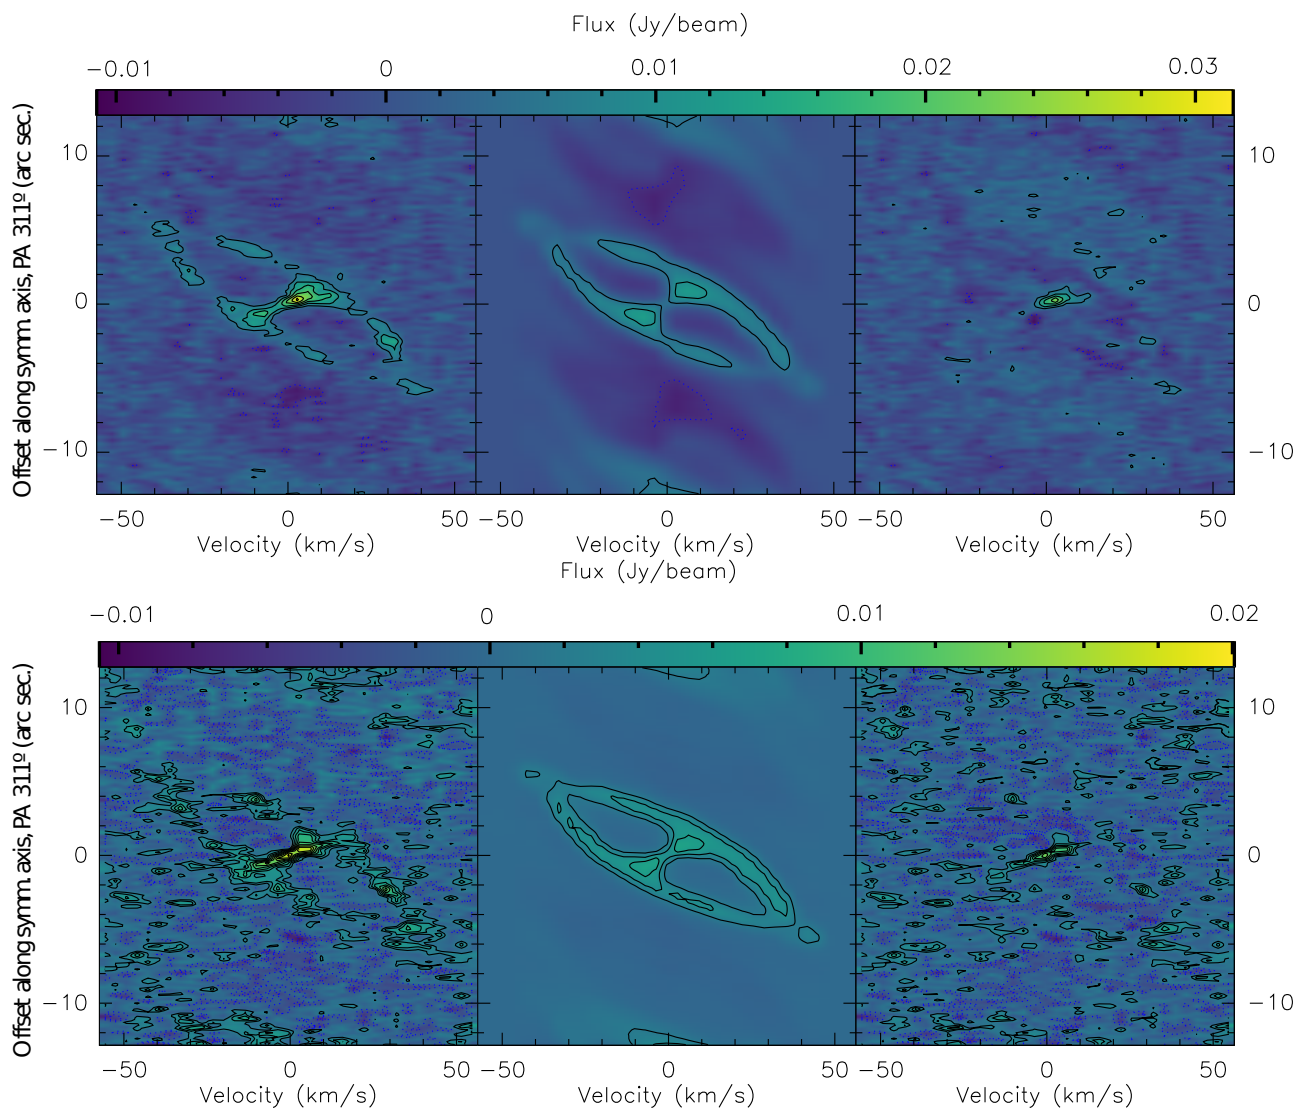 Flux (Jy/beam)
−0.01 0 0.01 0.02 0.03
Offset along symm. axis, PA 311º (arc sec.)
10 10
0 0
−10 −10
−50 0 50 −50 0 50 −50 0 50
Velocity (km/s) Velocity (km/s) Velocity (km/s)
Flux (Jy/beam)
−0.01 0 0.01 0.02
Offset along symm. axis, PA 311º (arc sec.)
10 10
0 0
−10 −10
−50 0 50 −50 0 50 −50 0 50
Velocity (km/s) Velocity (km/s) Velocity (km/s)